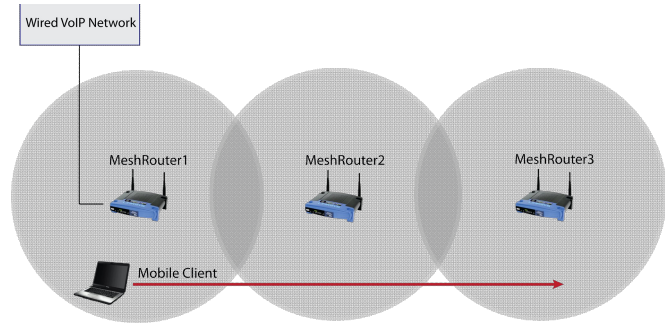 Wired VoIP Network
MeshRouter1
MeshRouter2
MeshRouter3
Mobile Client